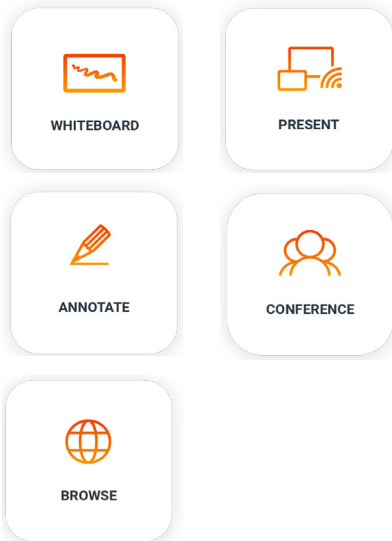 WHITEBOARD
PRESENT
ANNOTATE
CONFERENCE
BROWSE